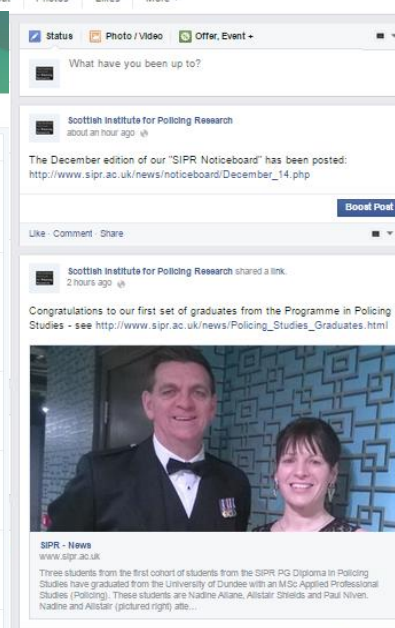 Photos
Likes
More
Status
Photo / Video
Offer, Event +
What have you been up to?
Scottish Institute for Policing Research
about an hour ago
The December edition of our "SIPR Noticeboard" has been posted:
http://www.sipr.ac.uk/news/noticeboard/December_14.php
Boost Post
Like · Comment · Share
Scottish Institute for Policing Research shared a link.
2 hours ago
Congratulations to our first set of graduates from the Programme in Policing
Studies - see http://www.sipr.ac.uk/news/Policing_Studies_Graduates.html
SIPR - News
www.sipr.ac.uk
Three students from the first cohort of students from the SIPR PG Diploma in Policing
Studies have graduated from the University of Dundee with an MSc Applied Professional
Studies (Policing). These students are Nadine Allane, Alistair Shields and Paul Niven.
Nadine and Alistair (pictured right) atte...